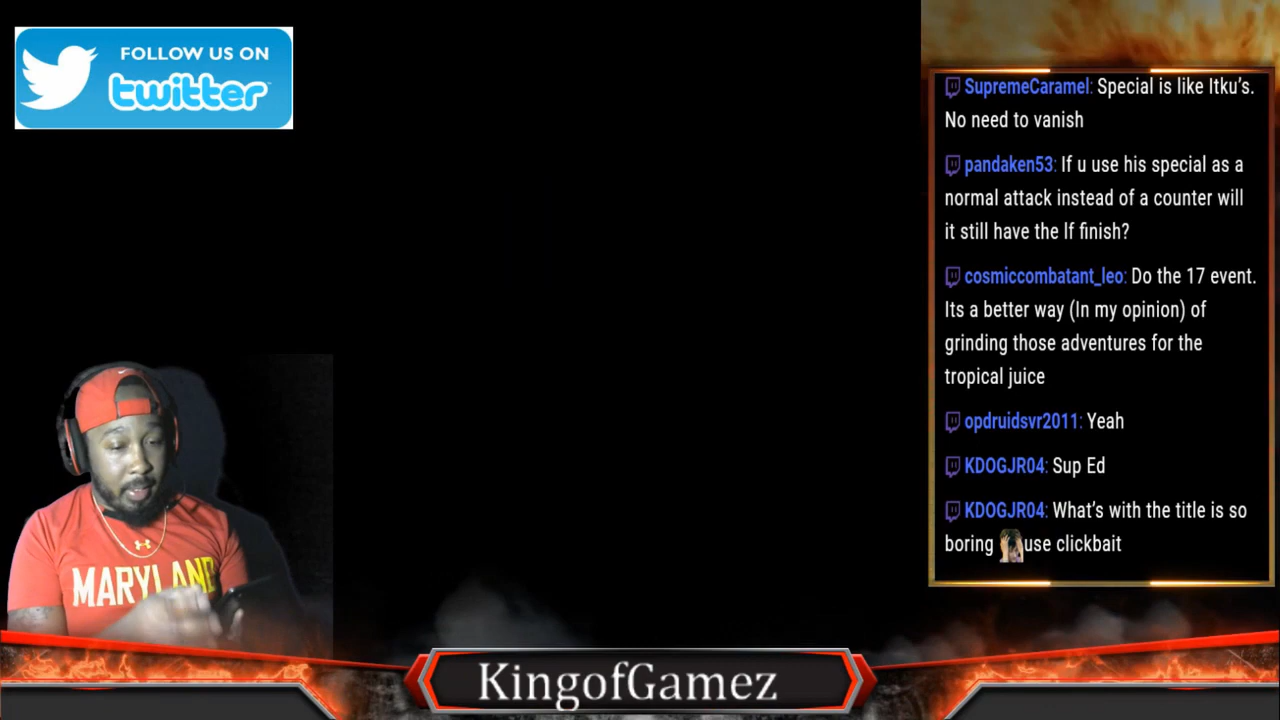 FOLLOW US ON
twitter
SupremeCaramel: Special is like Itku's.
No need to vanish
pandaken53: If u use his special as a
normal attack instead of a counter will
it still have the lf finish?
cosmiccombatant_leo: Do the 17 event.
Its a better way (In my opinion) of
grinding those adventures for the
tropical juice
opdruidsvr2011: Yeah
KDOGJR04: Sup Ed
KDOGJR04: What's with the title is so
boring use clickbait
MARYLAND
KingofGamez